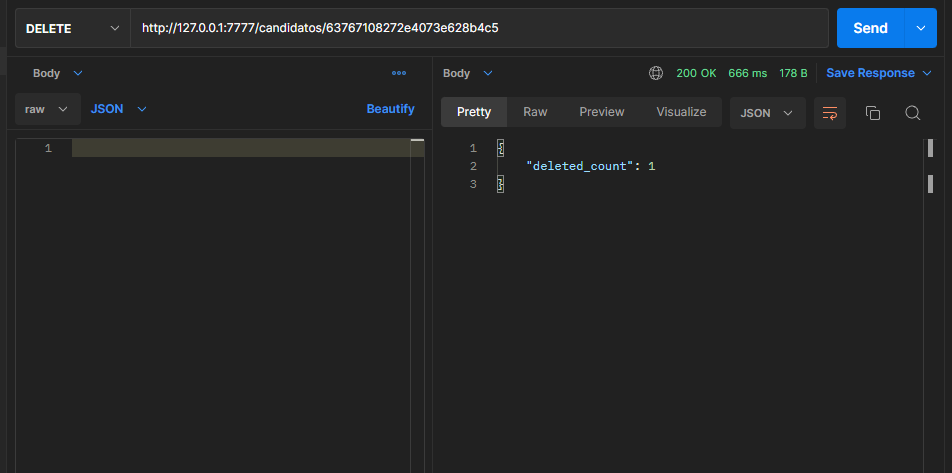 DELETE http://127.0.0.1:7777/candidatos/63767108272e4073e628b4c5 Send
Body Body 200 OK 666 ms 178 B Save Response
raw JSON Beautify Pretty Raw Preview Visualize JSON
1 1 {
2 "deleted_count": 1
3 }